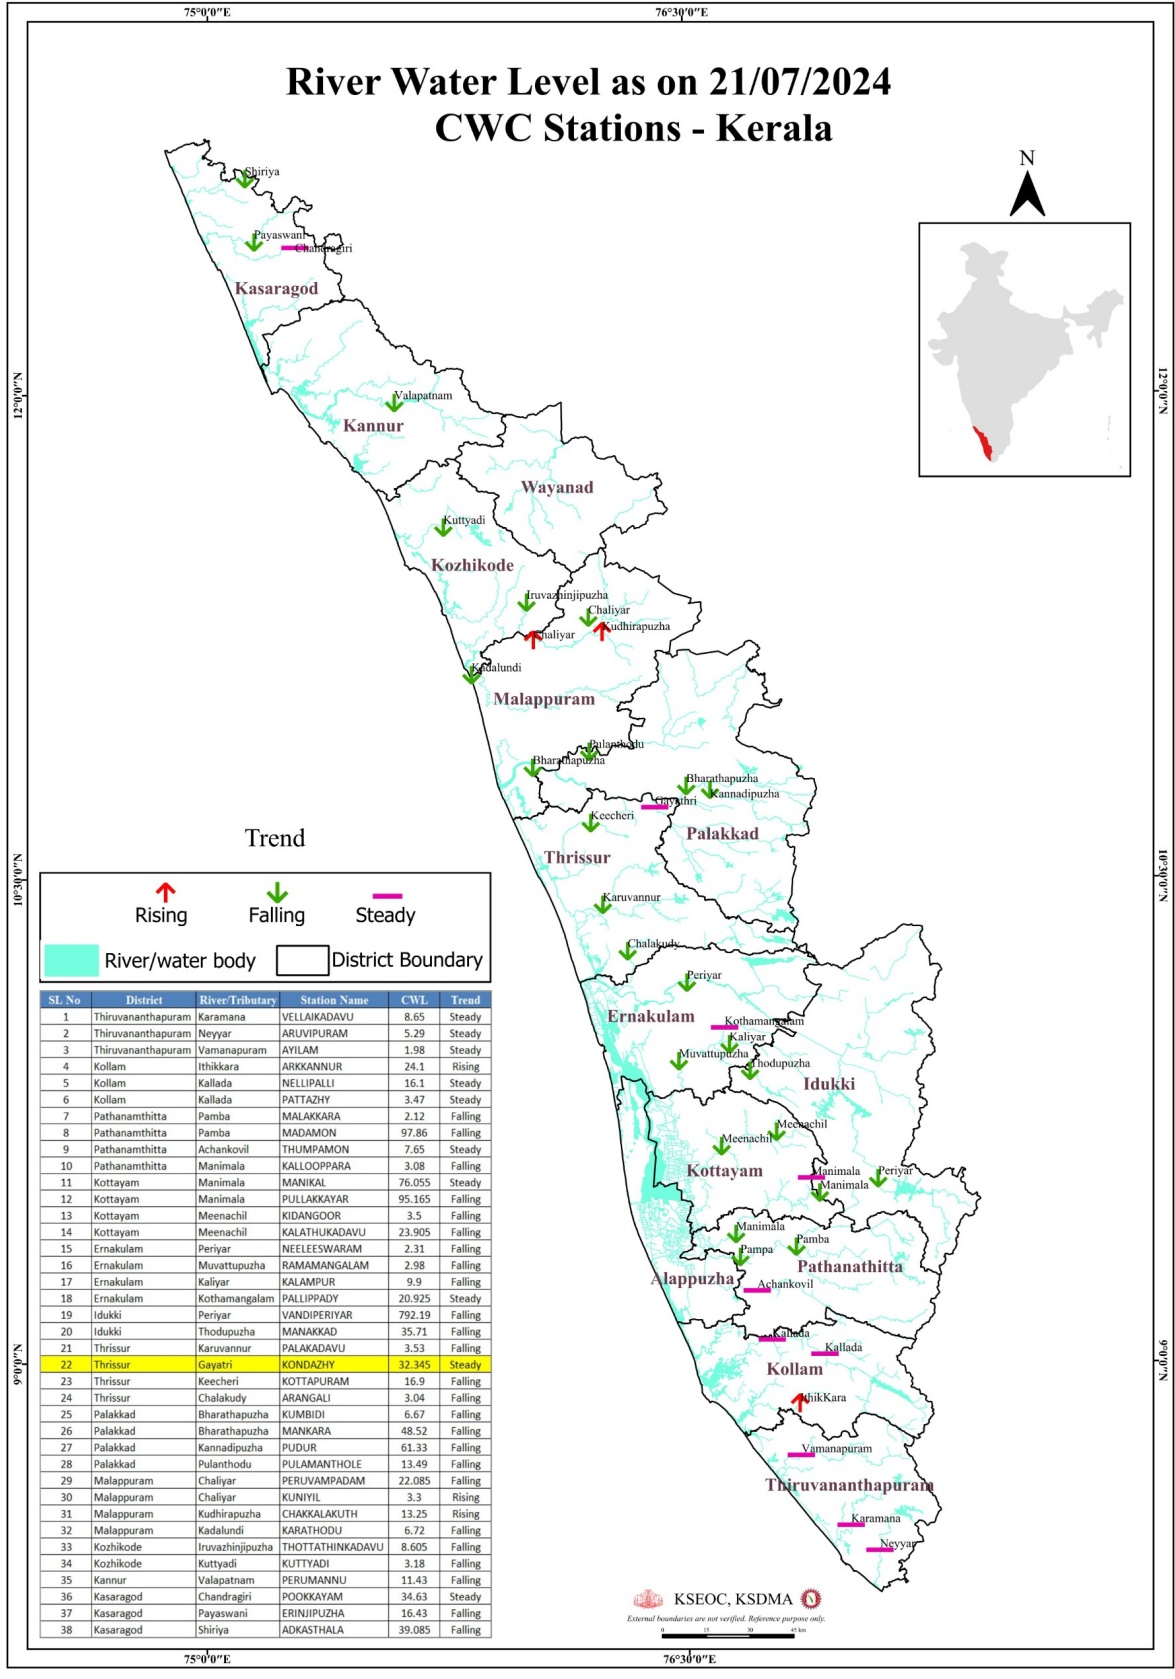 75°0'0"E 76°30'0"E
River Water Level as on 21/07/2024
CWC Stations - Kerala
N
Shiriya
Payaswani
Chandragiri
Kasaragod
12°0'0"N 12°0'0"N
Valapatnam
Kannur
Wayanad
Kuttyadi
Kozhikode
Iruvazhinjipuzha
Chaliyar
Kudhirapuzha
Chaliyar
Kadalundi
Malappuram
Pulanthodu
Bharathapuzha
Bharathapuzha
Kannadipuzha
Gayathri
Keecheri
Palakkad
Thrissur
10°30'0"N 10°30'0"N
Karuvannur
Chalakudy
Periyar
Ernakulam
Kothamangalam
Kaliyar
Muvattupuzha
Thodupuzha
Idukki
Meenachil
Meenachil
Kottayam
Manimala
Periyar
Manimala
Manimala
Pamba
Pampa
Pathanathitta
Alappuzha
Achankovil
Kallada
Kallada
Kollam
9°0'0"N 9°0'0"N
IthikKara
Vamanapuram
Thiruvananthapuram
Karamana
Neyyar
Trend
Rising Falling Steady
River/water body District Boundary
SL No District River/Tributary Station Name CWL Trend
1 Thiruvananthapuram Karamana VELLAIKADAVU 8.65 Steady
2 Thiruvananthapuram Neyyar ARUVIPURAM 5.29 Steady
3 Thiruvananthapuram Vamanapuram AYILAM 1.98 Steady
4 Kollam Ithikkara ARKKANNUR 24.1 Rising
5 Kollam Kallada NELLIPALLI 16.1 Steady
6 Kollam Kallada PATTAZHY 3.47 Steady
7 Pathanamthitta Pamba MALAKKARA 2.12 Falling
8 Pathanamthitta Pamba MADAMON 97.86 Falling
9 Pathanamthitta Achankovil THUMPAMON 7.65 Steady
10 Pathanamthitta Manimala KALLOOPPARA 3.08 Falling
11 Kottayam Manimala MANIKAL 76.055 Steady
12 Kottayam Manimala PULLAKKAYAR 95.165 Falling
13 Kottayam Meenachil KIDANGOOR 3.5 Falling
14 Kottayam Meenachil KALATHUKADAVU 23.905 Falling
15 Ernakulam Periyar NEELEESWARAM 2.31 Falling
16 Ernakulam Muvattupuzha RAMAMANGALAM 2.98 Falling
17 Ernakulam Kaliyar KALAMPUR 9.9 Falling
18 Ernakulam Kothamangalam PALLIPPADY 20.925 Steady
19 Idukki Periyar VANDIPERIYAR 792.19 Falling
20 Idukki Thodupuzha MANAKKAD 35.71 Falling
21 Thrissur Karuvannur PALAKADAVU 3.53 Falling
22 Thrissur Gayatri KONDAZHY 32.345 Steady
23 Thrissur Keecheri KOTTAPURAM 16.9 Falling
24 Thrissur Chalakudy ARANGALI 3.04 Falling
25 Palakkad Bharathapuzha KUMBIDI 6.67 Falling
26 Palakkad Bharathapuzha MANKARA 48.52 Falling
27 Palakkad Kannadipuzha PUDUR 61.33 Falling
28 Palakkad Pulanthodu PULAMANTHOLE 13.49 Falling
29 Malappuram Chaliyar PERUVAMPADAM 22.085 Falling
30 Malappuram Chaliyar KUNIYIL 3.3 Rising
31 Malappuram Kudhirapuzha CHAKKALAKUTH 13.25 Rising
32 Malappuram Kadalundi KARATHODU 6.72 Falling
33 Kozhikode Iruvazhinjipuzha THOTTATHINKADAVU 8.605 Falling
34 Kozhikode Kuttyadi KUTTYADI 3.18 Falling
35 Kannur Valapatnam PERUMANNU 11.43 Falling
36 Kasaragod Chandragiri POOKKAYAM 34.63 Steady
37 Kasaragod Payaswani ERINJIPUZHA 16.43 Falling
38 Kasaragod Shiriya ADKASTHALA 39.085 Falling
KSEOC, KSDMA
External boundaries are not verified. Reference purpose only.
0 15 30 45 km
75°0'0"E 76°30'0"E